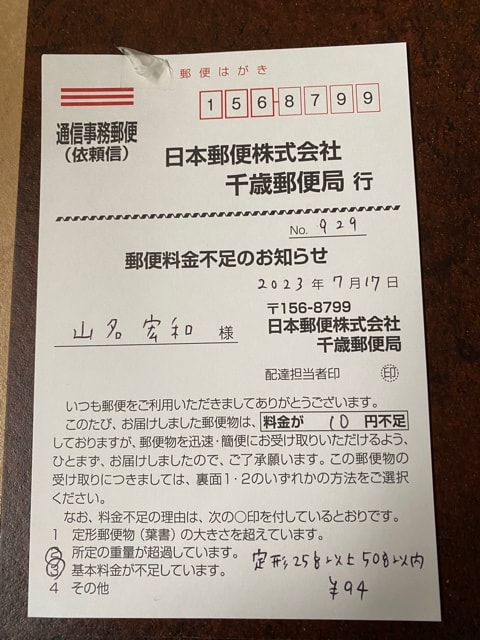 郵便はがき
1568799
通信事務郵便
(依頼信)
日本郵便株式会社
千歳郵便局 行
No. 929
郵便料金不足のお知らせ
2023年7月17日
〒156-8799
山名 宏和 様
日本郵便株式会社
千歳郵便局
配達担当者印 印
いつも郵便をご利用いただきましてありがとうございます。
このたび、お届けしました郵便物は、料金が 10 円不足
しておりますが、郵便物を迅速・簡便にお受け取りいただけるよう、
ひとまず、お届けしましたので、ご了承願います。この郵便物の
受け取りにつきましては、裏面1・2のいずれかの方法をご選択
ください。
なお、料金不足の理由は、次の〇印を付しているとおりです。
1 定形郵便物(葉書)の大きさを超えています。
2 所定の重量が超過しています。
3 基本料金が不足しています。
定形25g以上50g以内
4 その他
¥94